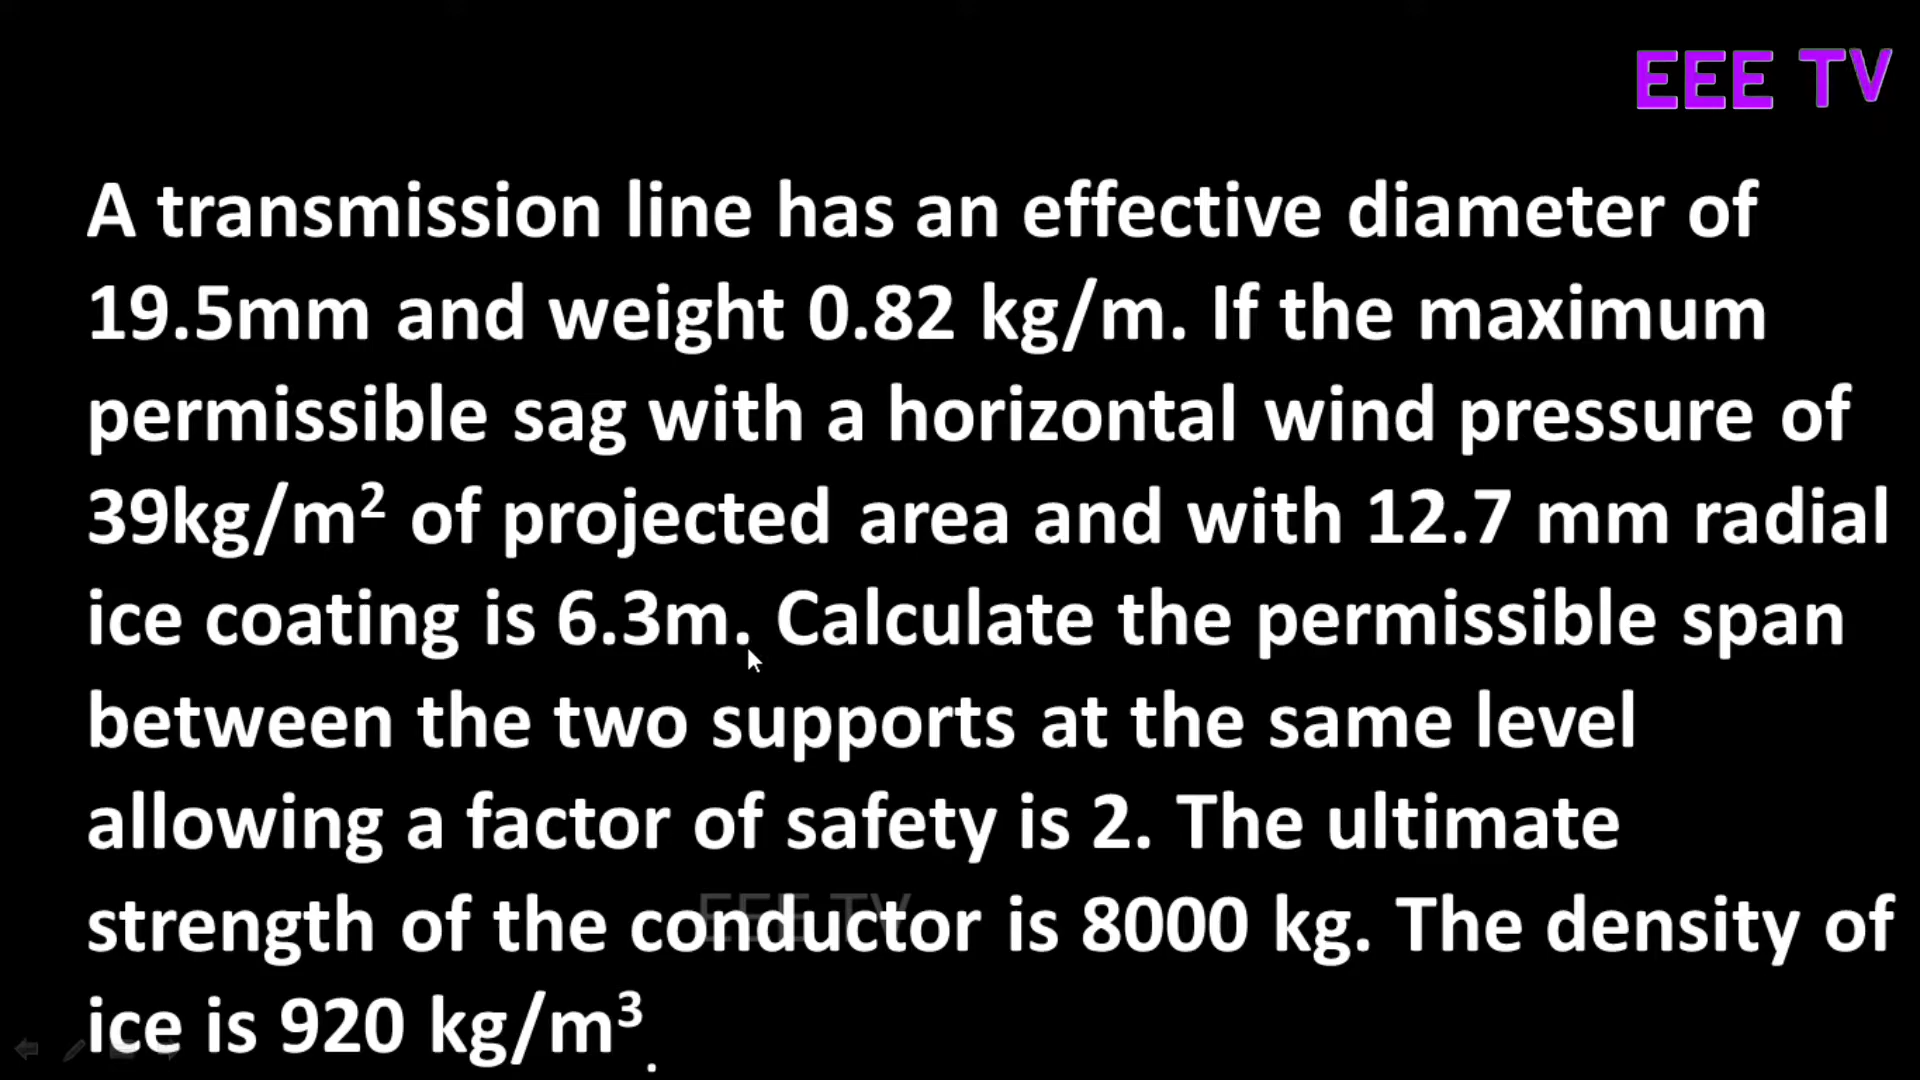 EEE TV
A transmission line has an effective diameter of
19.5mm and weight 0.82 kg/m. If the maximum
permissible sag with a horizontal wind pressure of
39kg/m² of projected area and with 12.7 mm radial
ice coating is 6.3m. Calculate the permissible span
between the two supports at the same level
allowing a factor of safety is 2. The ultimate
EEE TV
strength of the conductor is 8000 kg. The density of
ice is 920 kg/m³.